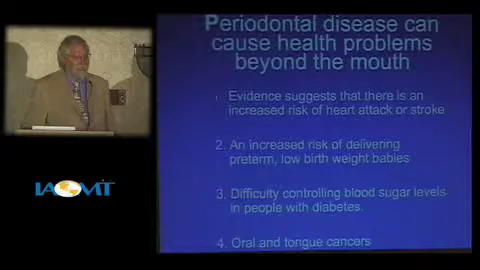 Periodontal disease can
cause health problems
beyond the mouth
1. Evidence suggests that there is an
increased risk of heart attack or stroke
2. An increased risk of delivering
preterm, low birth weight babies
3. Difficulty controlling blood sugar levels
in people with diabetes.
4. Oral and tongue cancers
IAOMT